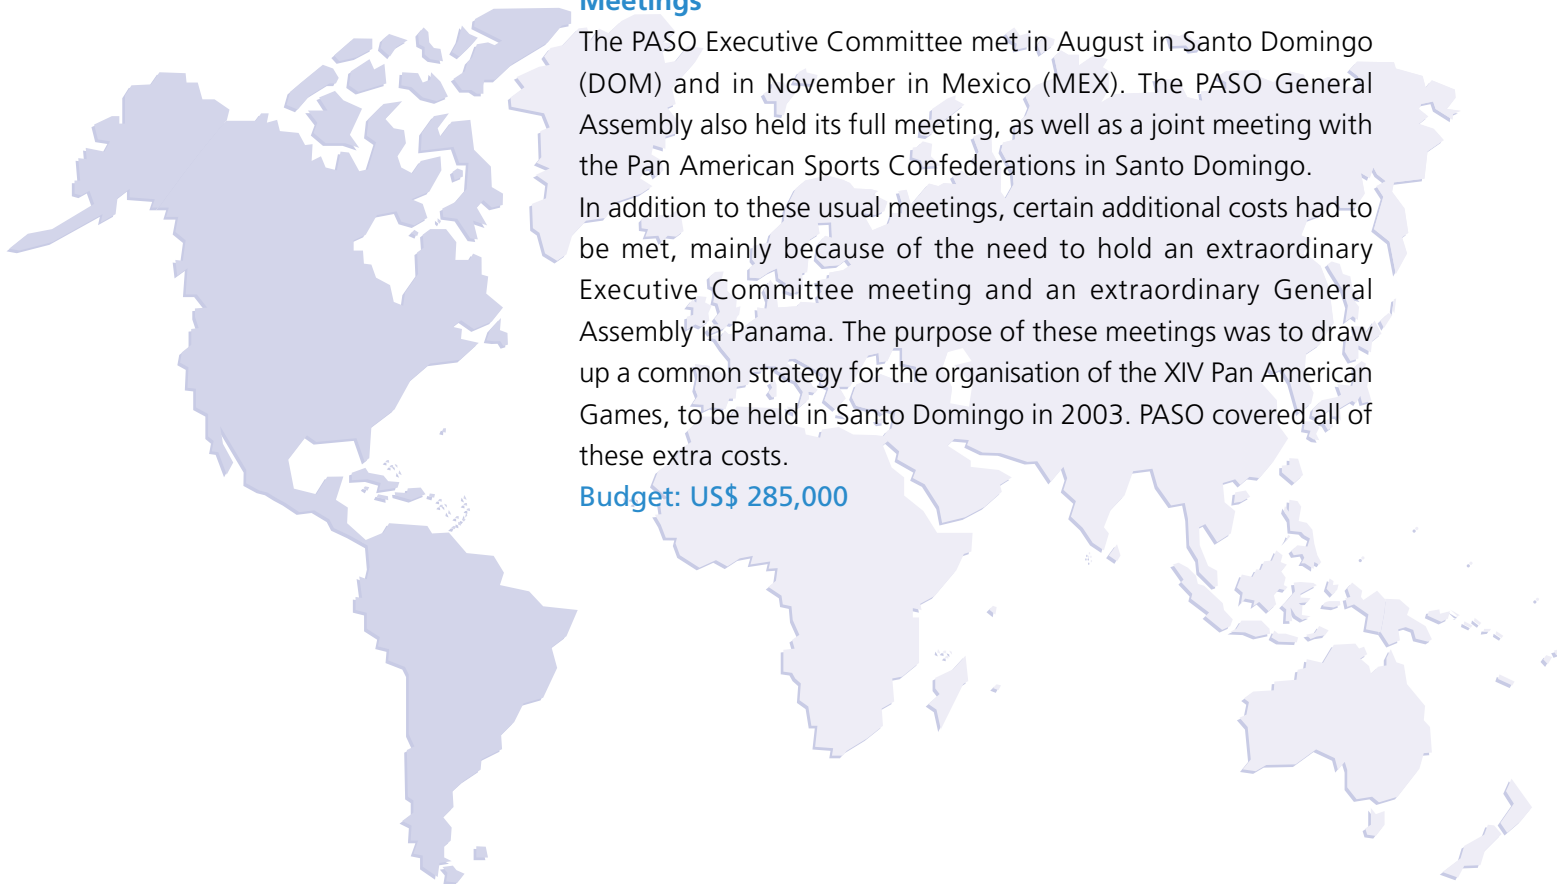 Meetings
The PASO Executive Committee met in August in Santo Domingo
(DOM) and in November in Mexico (MEX). The PASO General
Assembly also held its full meeting, as well as a joint meeting with
the Pan American Sports Confederations in Santo Domingo.
In addition to these usual meetings, certain additional costs had to
be met, mainly because of the need to hold an extraordinary
Executive Committee meeting and an extraordinary General
Assembly in Panama. The purpose of these meetings was to draw
up a common strategy for the organisation of the XIV Pan American
Games, to be held in Santo Domingo in 2003. PASO covered all of
these extra costs.
Budget: US$ 285,000